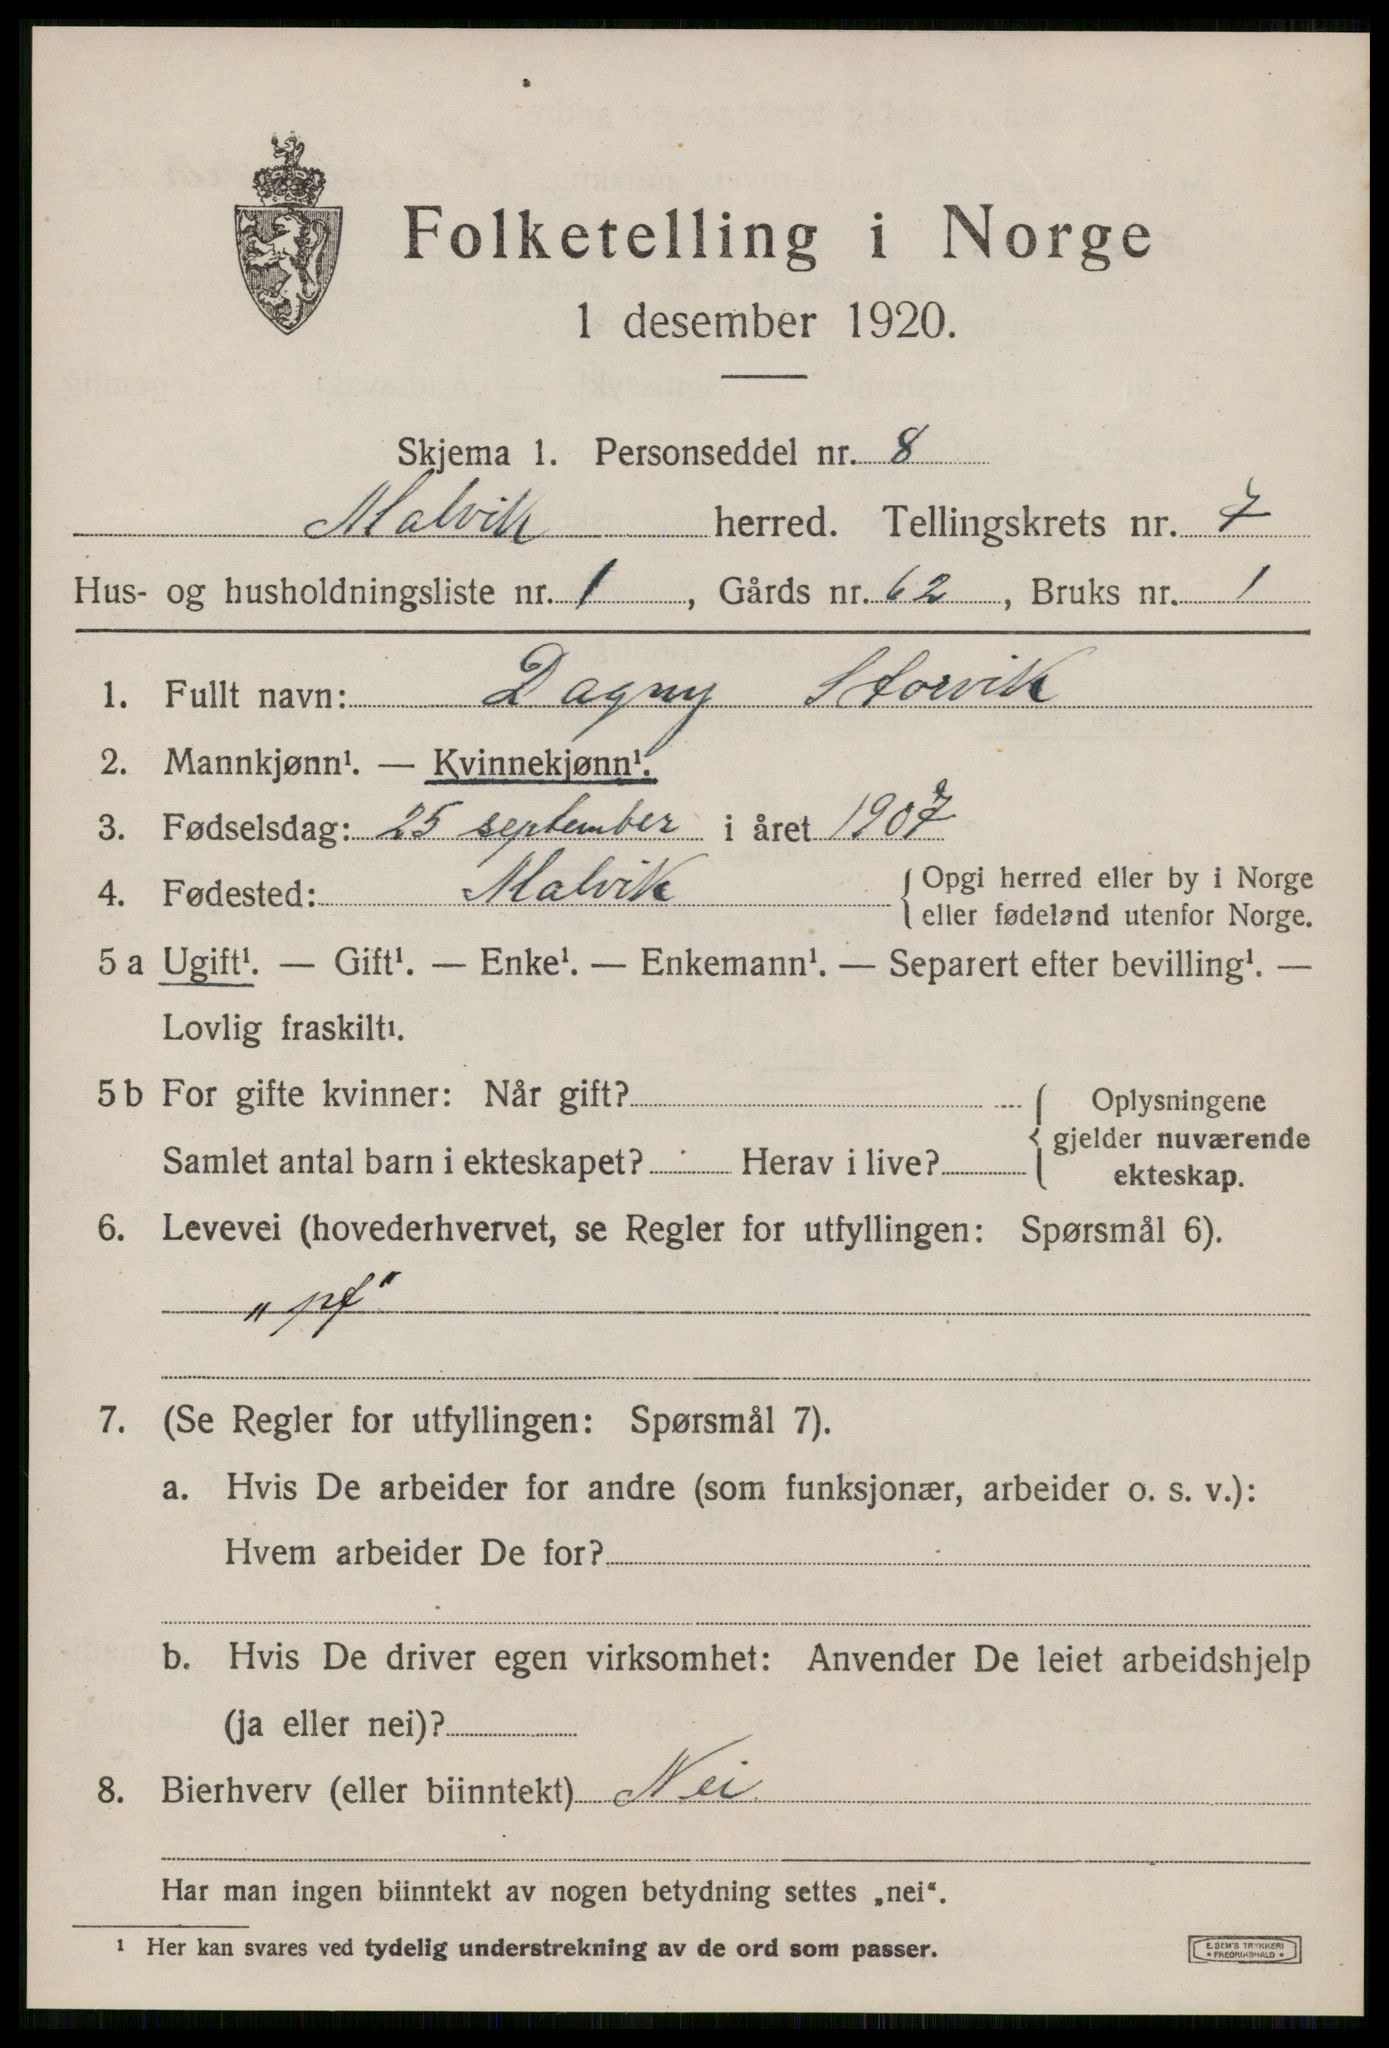 Folketelling i Norge
1 desember 1920.
Skjema 1. Personseddel nr. 8
Malvik herred. Tellingskrets nr. 7
Hus- og husholdningsliste nr. 1, Gårds nr. 62, Bruks nr. 1
1. Fullt navn: Dagny Storvik
2. Mannkjønn¹. — Kvinnekjønn¹.
3. Fødselsdag: 25 september i året 1907
4. Fødested: Malvik { Opgi herred eller by i Norge
eller fødeland utenfor Norge.
5 a Ugift¹. — Gift¹. — Enke¹. — Enkemann¹. — Separert efter bevilling¹. —
Lovlig fraskilt¹.
5 b For gifte kvinner: Når gift? { Oplysningene
gjelder nuværende
Samlet antal barn i ekteskapet? Herav i live?
ekteskap.
6. Levevei (hovederhvervet, se Regler for utfyllingen: Spørsmål 6).
„ pf"
7. (Se Regler for utfyllingen: Spørsmål 7).
a. Hvis De arbeider for andre (som funksjonær, arbeider o. s. v.):
Hvem arbeider De for?
b. Hvis De driver egen virksomhet: Anvender De leiet arbeidshjelp
(ja eller nei)?
8. Bierhverv (eller biinntekt) Nei
Har man ingen biinntekt av nogen betydning settes „nei“.
¹ Her kan svares ved tydelig understrekning av de ord som passer.
E. SEM'S TRYKKERI
• FREDRIKSHALD •